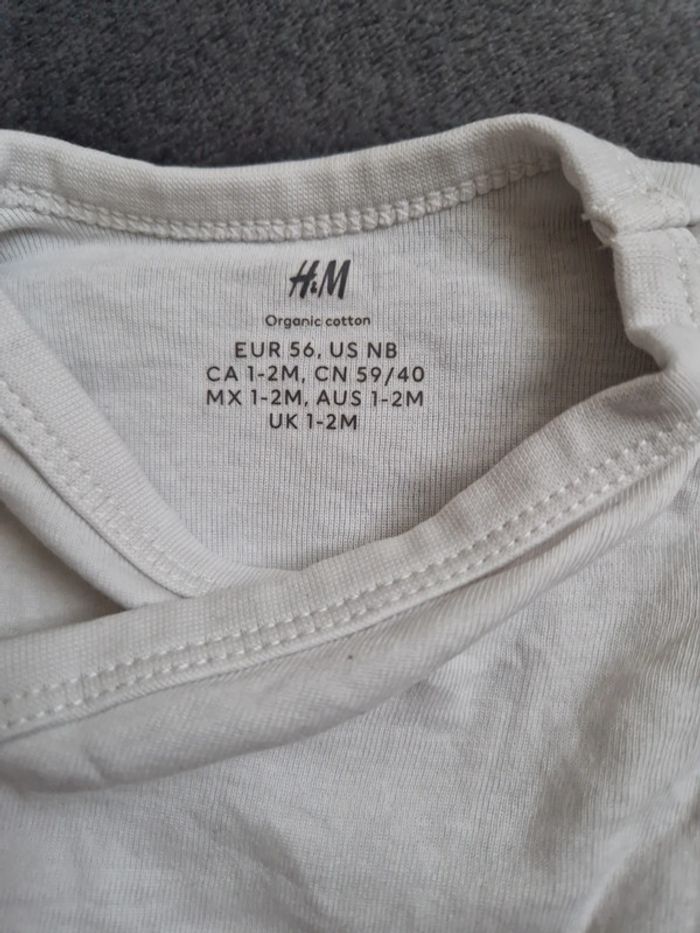 H&M
Organic cotton
EUR 56, US NB
CA 1-2M, CN 59/40
MX 1-2M, AUS 1-2M
UK 1-2M